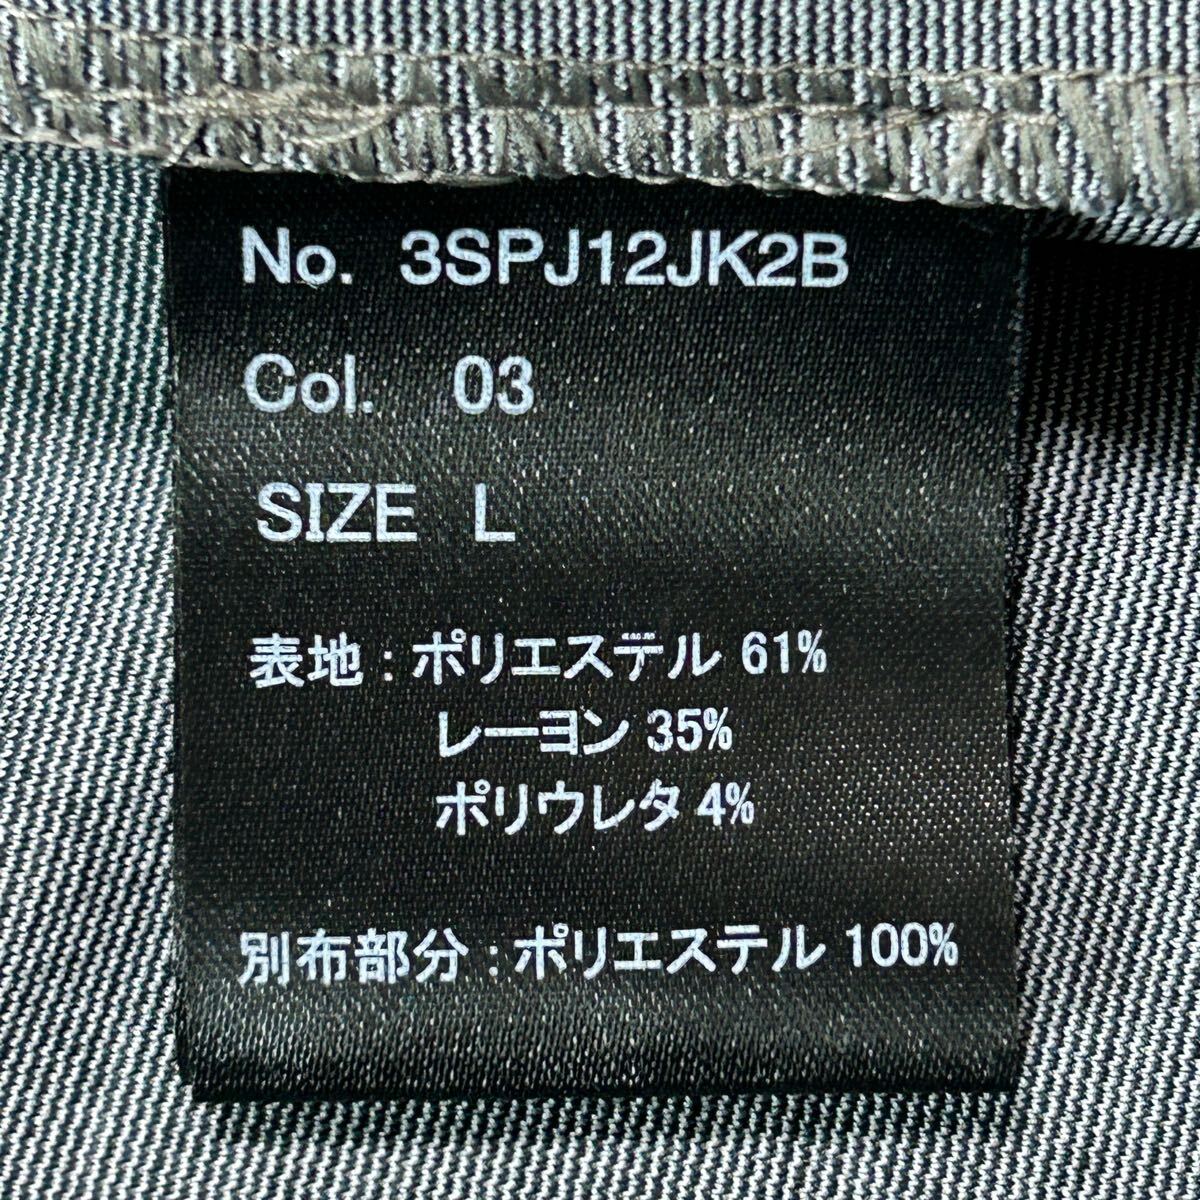 No. 3SPJ12JK2B
Col. 03
SIZE L
表地 : ポリエステル 61%
レーヨン 35%
ポリウレタ 4%
別布部分 : ポリエステル 100%